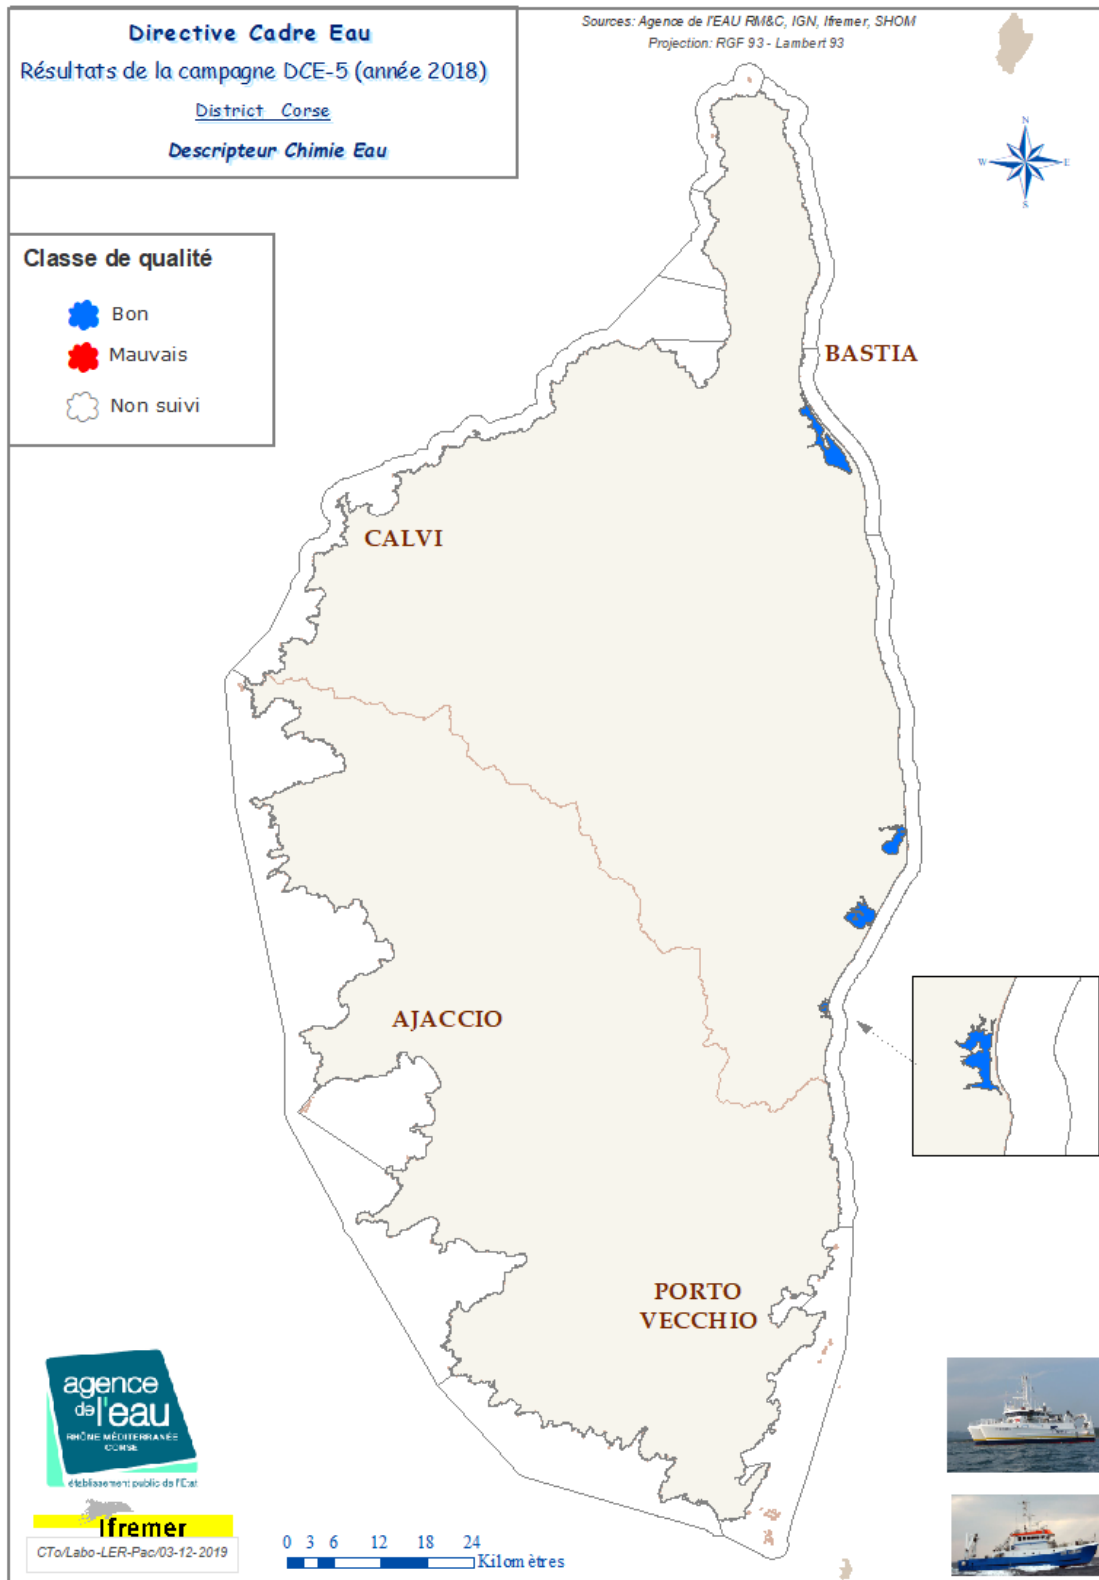 Directive Cadre Eau
Résultats de la campagne DCE-5 (année 2018)
District Corse
Descripteur Chimie Eau
Sources: Agence de l'EAU RM&C, IGN, Ifremer, SHOM
Projection: RGF 93 - Lambert 93
N
W E
S
Classe de qualité
Bon
Mauvais
Non suivi
BASTIA
CALVI
AJACCIO
PORTO
VECCHIO
agence
de l'eau
RHÔNE MÉDITERRANÉE
CORSE
établissement public de l'Etat
Ifremer
CTo/Labo-LER-Pac/03-12-2019
0 3 6 12 18 24
Kilomètres